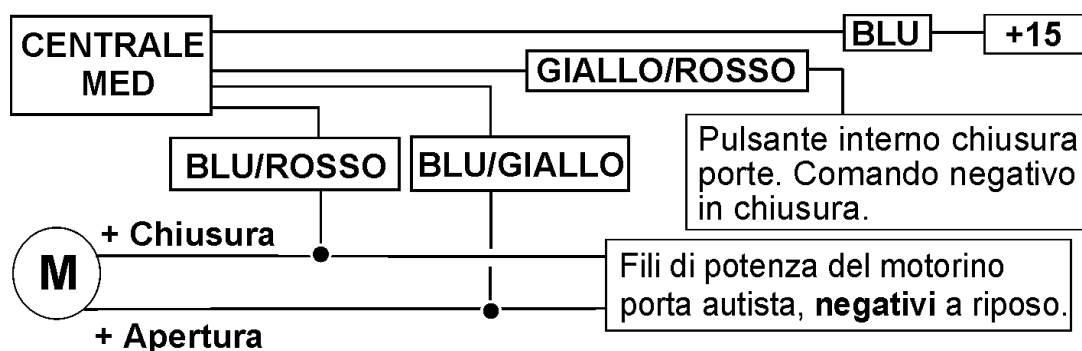 CENTRALE
MED
BLU
+15
GIALLO/ROSSO
BLU/ROSSO
BLU/GIALLO
Pulsante interno chiusura
porte. Comando negativo
in chiusura.
+ Chiusura
M
Fili di potenza del motorino
porta autista, negativi a riposo.
+ Apertura